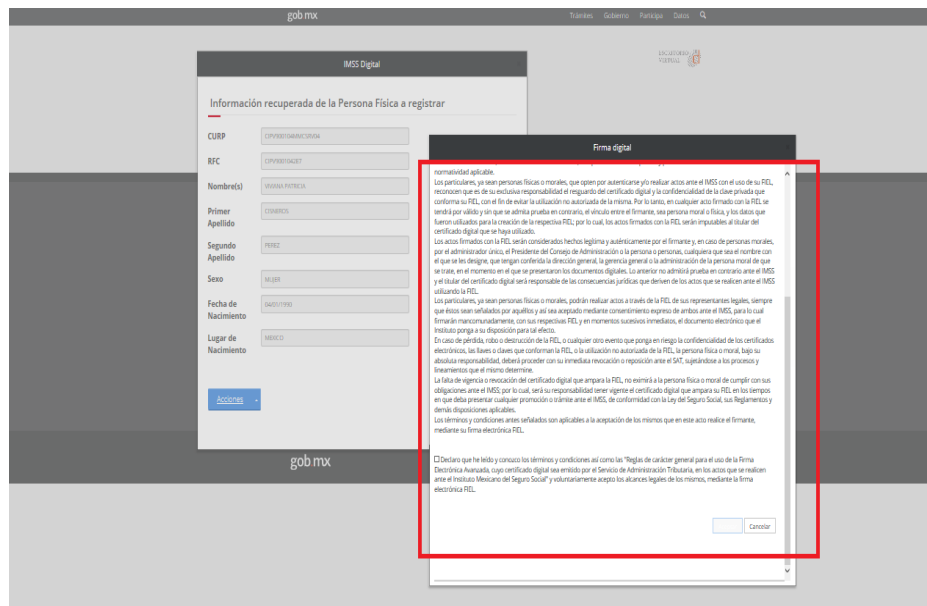 gob mx
Trámites Gobierno Participa Datos
ESCRITORIO
VIRTUAL
IMSS Digital
Información recuperada de la Persona Física a registrar
CURP
RFC
Nombre(s) VIVIANA PATRICIA
Primer
Apellido CISNEROS
Segundo
Apellido PEREZ
Sexo MUJER
Fecha de
Nacimiento
Lugar de
Nacimiento MEXICO
Acciones
gob mx
Firma digital
normatividad aplicable.
Los particulares, ya sean personas físicas o morales, que opten por autenticarse y/o realizar actos ante el IMSS con el uso de su FIEL,
reconocen que es de su exclusiva responsabilidad el resguardo del certificado digital y la confidencialidad de la clave privada que
conforma su FIEL, con el fin de evitar la utilización no autorizada de la misma. Por lo tanto, en cualquier acto firmado con la FIEL se
tendrá por válido y sin que se admita prueba en contrario, el vínculo entre el firmante, sea persona moral o física, y los datos que
fueron utilizados para la creación de la respectiva FIEL; por lo cual, los actos firmados con la FIEL serán imputables al titular del
certificado digital que se haya utilizado.
Los actos firmados con la FIEL serán considerados hechos legítima y auténticamente por el firmante y, en caso de personas morales,
por el administrador único, el Presidente del Consejo de Administración o la persona o personas, cualquiera que sea el nombre con
el que se les designe, que tengan conferida la dirección general, la gerencia general o la administración de la persona moral de que
se trate, en el momento en el que se presentaron los documentos digitales. Lo anterior no admitirá prueba en contrario ante el IMSS
y el titular del certificado digital será responsable de las consecuencias jurídicas que deriven de los actos que se realicen ante el IMSS
utilizando la FIEL.
Los particulares, ya sean personas físicas o morales, podrán realizar actos a través de la FIEL de sus representantes legales, siempre
que éstos sean señalados por aquéllos y así sea aceptado mediante consentimiento expreso de ambos ante el IMSS, para lo cual
firmarán mancomunadamente, con sus respectivas FIEL y en momentos sucesivos inmediatos, el documento electrónico que el
Instituto ponga a su disposición para tal efecto.
En caso de pérdida, robo o destrucción de la FIEL, o cualquier otro evento que ponga en riesgo la confidencialidad de los certificados
electrónicos, las llaves o claves que conforman la FIEL, o la utilización no autorizada de la FIEL, la persona física o moral, bajo su
absoluta responsabilidad, deberá proceder con su inmediata revocación o reposición ante el SAT, sujetándose a los procesos y
lineamientos que el mismo determine.
La falta de vigencia o revocación del certificado digital que ampara la FIEL, no eximirá a la persona física o moral de cumplir con sus
obligaciones ante el IMSS; por lo cual, será su responsabilidad tener vigente el certificado digital que ampara su FIEL en los tiempos
en que deba presentar cualquier promoción o trámite ante el IMSS, de conformidad con la Ley del Seguro Social, sus Reglamentos y
demás disposiciones aplicables.
Los términos y condiciones antes señalados son aplicables a la aceptación de los mismos que en este acto realice el firmante,
mediante su firma electrónica FIEL.
Declaro que he leído y conozco los términos y condiciones así como las "Reglas de carácter general para el uso de la Firma
Electrónica Avanzada, cuyo certificado digital sea emitido por el Servicio de Administración Tributaria, en los actos que se realicen
ante el Instituto Mexicano del Seguro Social" y voluntariamente acepto los alcances legales de los mismos, mediante la firma
electrónica FIEL.
Cancelar